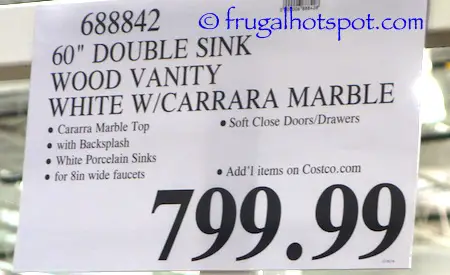 688842
©frugalhotspot.com
60" DOUBLE SINK
WOOD VANITY
WHITE W/CARRARA MARBLE
• Cararra Marble Top
• with Backsplash
• White Porcelain Sinks
• for 8in wide faucets
• Soft Close Doors/Drawers
• Add'l items on Costco.com
799.99